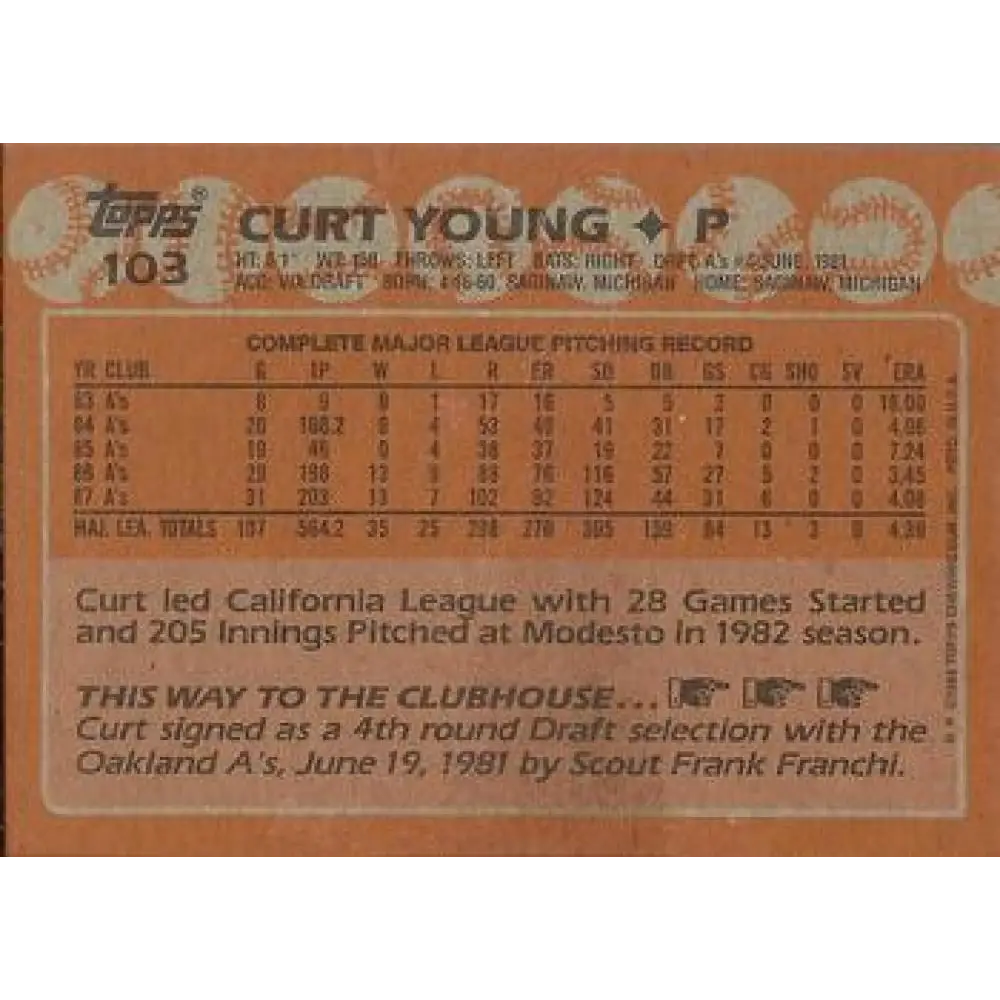 topps®
CURT YOUNG P
103
HT: 6'1" THROWS: LEFT BATS: RIGHT DRFT: A's #4-JUNE, 1981
ACQ: VIA DRAFT BORN: 4-16-60, SAGINAW, MICHIGAN HOME: SAGINAW, MICHIGAN
COMPLETE MAJOR LEAGUE PITCHING RECORD
YR CLUB G IP W L R ER SO BB GS CG SHO SV ERA
83 A's 8 9 0 1 17 16 5 5 3 0 0 0 16.00
84 A's 20 108.2 9 4 53 49 41 31 17 2 1 0 4.06
85 A's 19 46 0 4 38 37 19 22 7 0 0 0 7.24
86 A's 29 198 13 9 88 76 116 57 27 5 2 0 3.45
87 A's 31 203 13 7 102 92 124 44 31 6 0 0 4.08
MAJ. LEA. TOTALS 107 564.2 35 25 298 270 305 159 84 13 3 0
Curt led California League with 28 Games Started
and 205 Innings Pitched at Modesto in 1982 season.
THIS WAY TO THE CLUBHOUSE...
Curt signed as a 4th round Draft selection with the
Oakland A's, June 19, 1981 by Scout Frank Franchi.